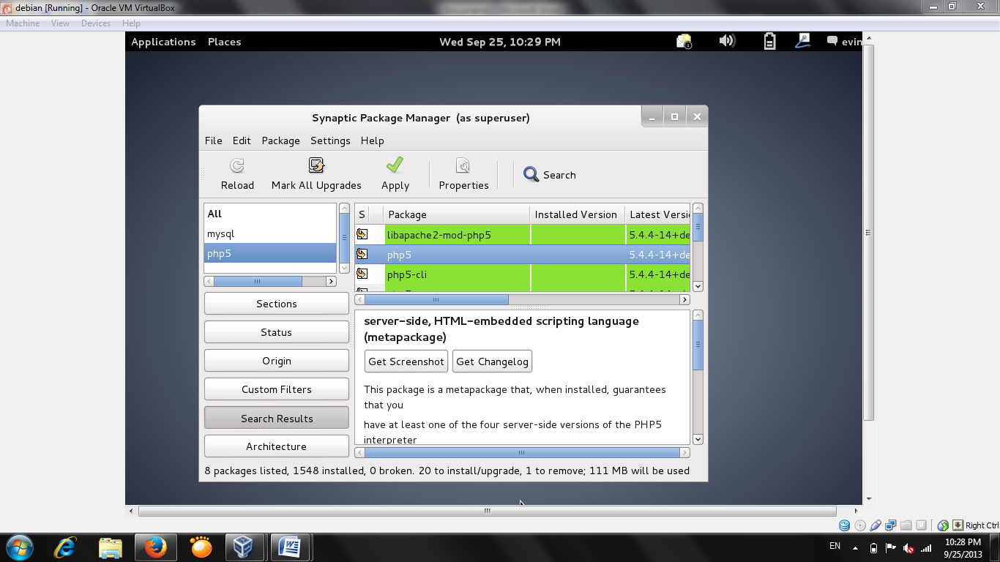 debian [Running] - Oracle VM VirtualBox
Machine View Devices Help
Applications Places Wed Sep 25, 10:29 PM 1 evin
Synaptic Package Manager (as superuser)
File Edit Package Settings Help
Reload Mark All Upgrades Apply Properties Search
All
mysql
php5
S Package Installed Version Latest Versi
libapache2-mod-php5 5.4.4-14+de
php5 5.4.4-14+de
php5-cli 5.4.4-14+de
Sections
Status
Origin
Custom Filters
Search Results
Architecture
server-side, HTML-embedded scripting language
(metapackage)
Get Screenshot Get Changelog
This package is a metapackage that, when installed, guarantees
that you
have at least one of the four server-side versions of the PHP5
interpreter
8 packages listed, 1548 installed, 0 broken. 20 to install/upgrade, 1 to remove; 111 MB will be used
Right Ctrl
EN 10:28 PM
9/25/2013